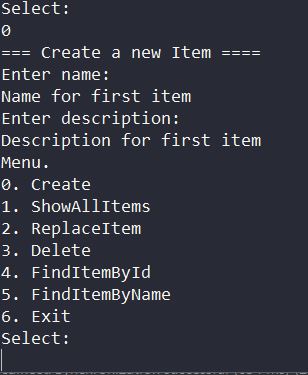 Select:
0
=== Create a new Item ====
Enter name:
Name for first item
Enter description:
Description for first item
Menu.
0. Create
1. ShowAllItems
2. ReplaceItem
3. Delete
4. FindItemById
5. FindItemByName
6. Exit
Select: